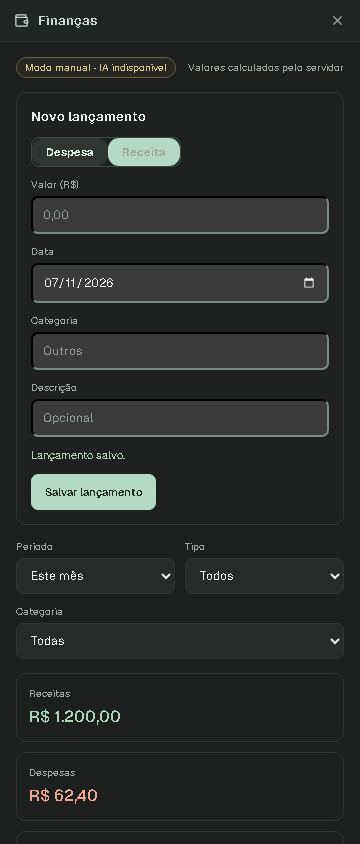 Finanças
Modo manual · IA indisponível
Valores calculados pelo servidor
Novo lançamento
Despesa
Receita
Valor (R$)
0,00
Data
07/11/2026
Categoria
Outros
Descrição
Opcional
Lançamento salvo.
Salvar lançamento
Período
Tipo
Este mês
Todos
Categoria
Todas
Receitas
R$ 1.200,00
Despesas
R$ 62,40